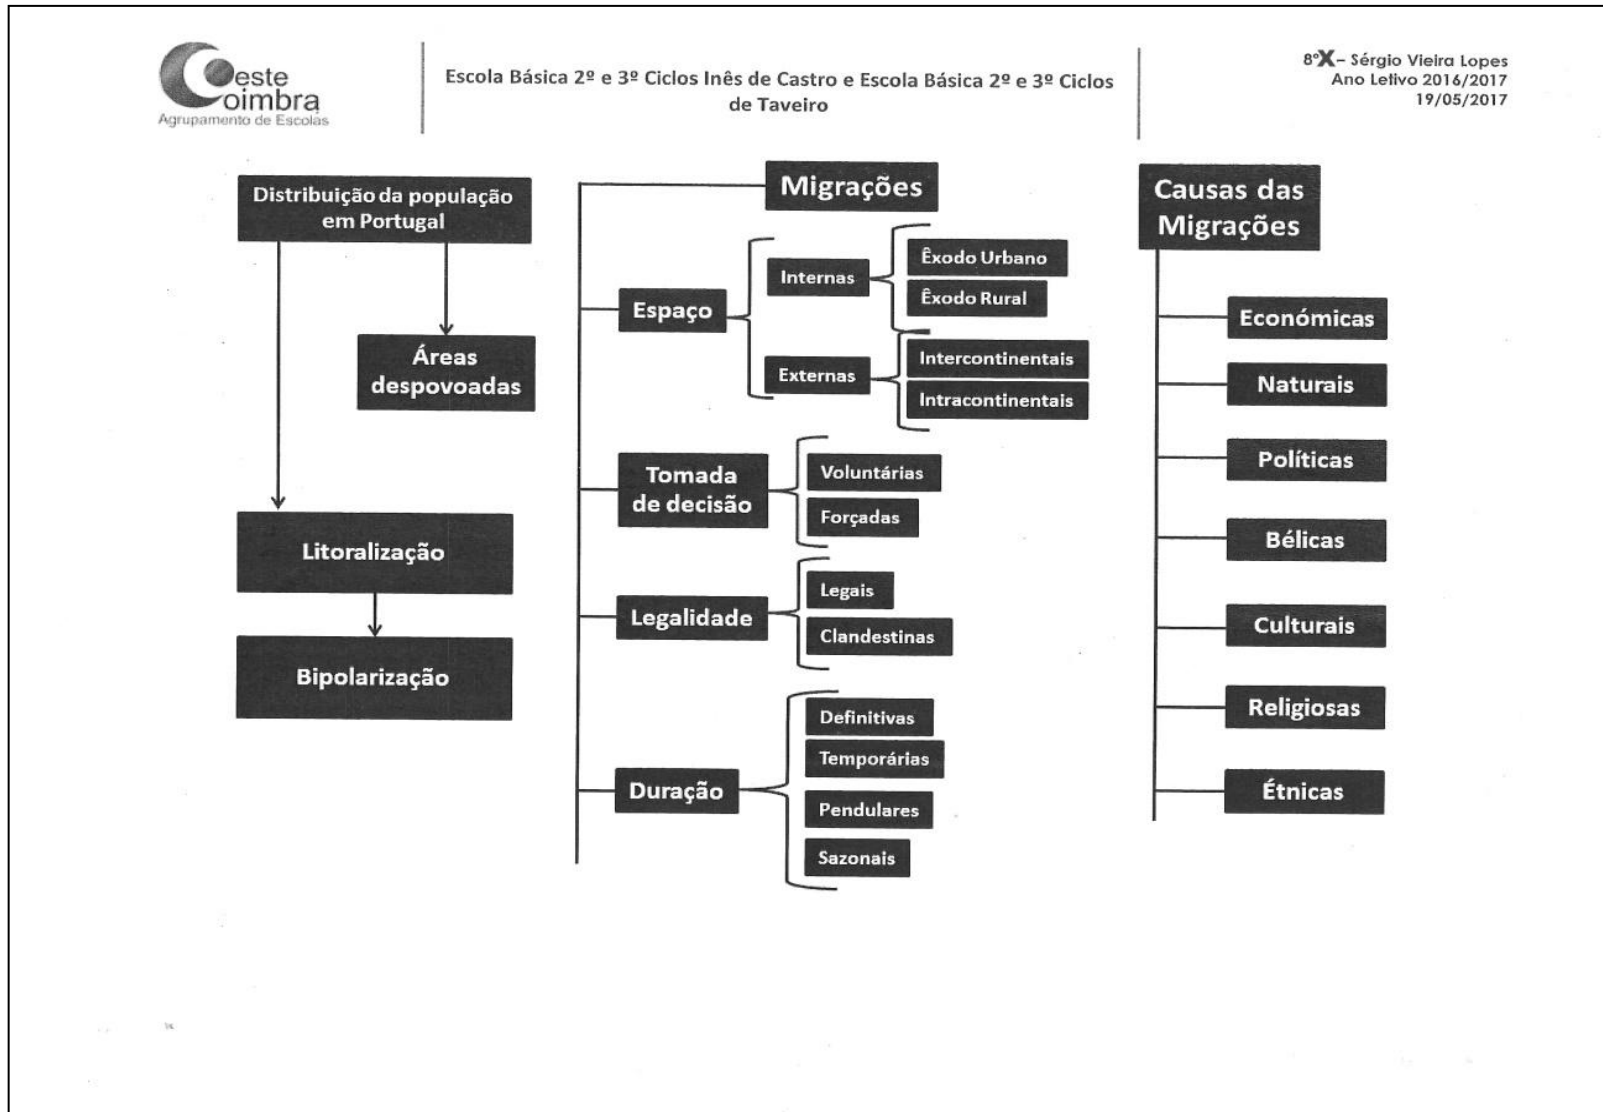 oeste
Coimbra
Agrupamento de Escolas
Escola Básica 2º e 3º Ciclos Inês de Castro e Escola Básica 2º e 3º Ciclos
de Taveiro
8ºX– Sérgio Vieira Lopes
Ano Letivo 2016/2017
19/05/2017
Distribuição da população
em Portugal
Áreas
despovoadas
Litoralização
Bipolarização
Migrações
Espaço
Internas
Êxodo Urbano
Êxodo Rural
Externas
Intercontinentais
Intracontinentais
Tomada
de decisão
Voluntárias
Forçadas
Legalidade
Legais
Clandestinas
Duração
Definitivas
Temporárias
Pendulares
Sazonais
Causas das
Migrações
Económicas
Naturais
Políticas
Bélicas
Culturais
Religiosas
Étnicas